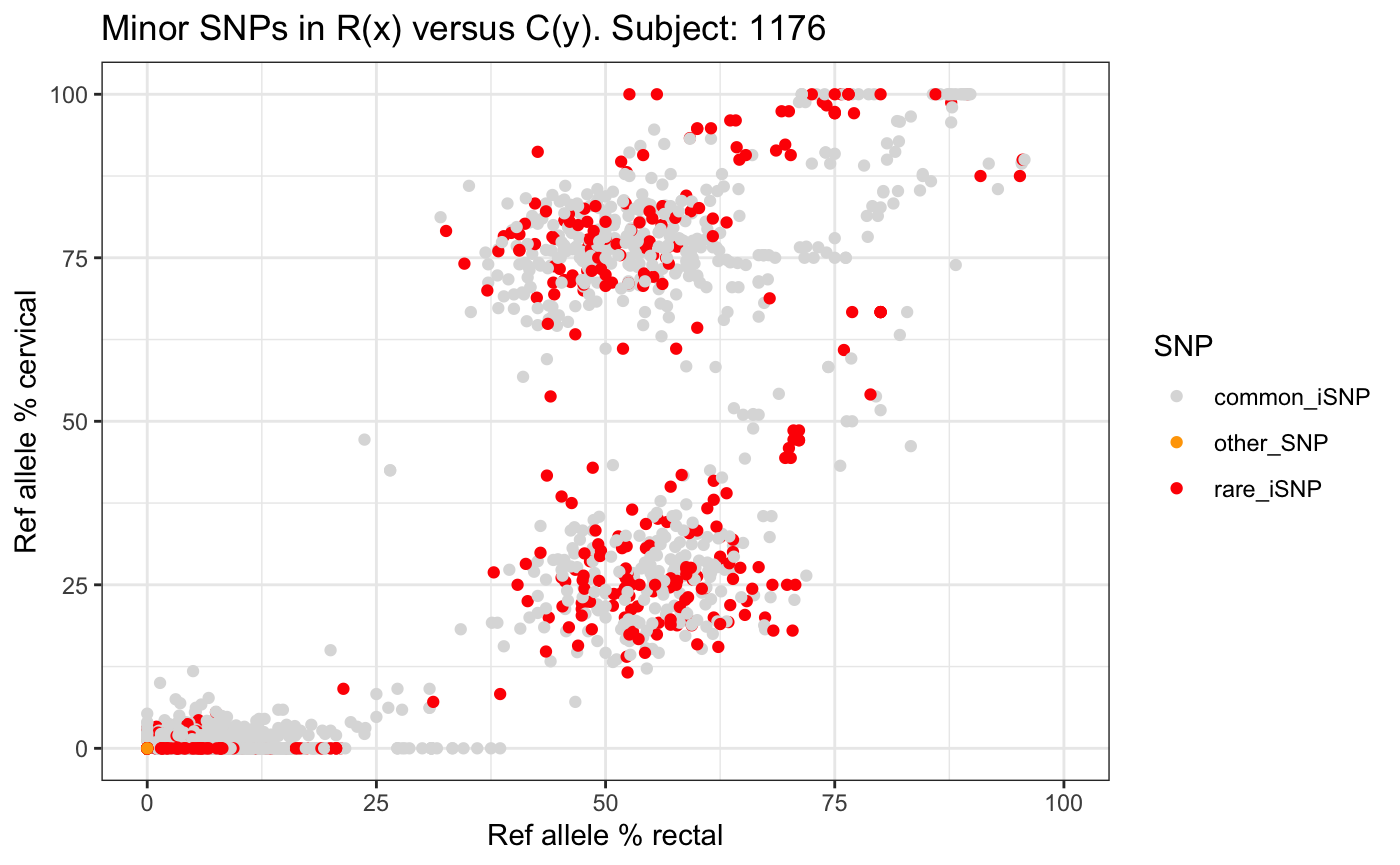 Minor SNPs in R(x) versus C(y). Subject: 1176
100
75
50
25
0
Ref allele % cervical
0 25 50 75 100
Ref allele % rectal
SNP
common_iSNP
other_SNP
rare_iSNP